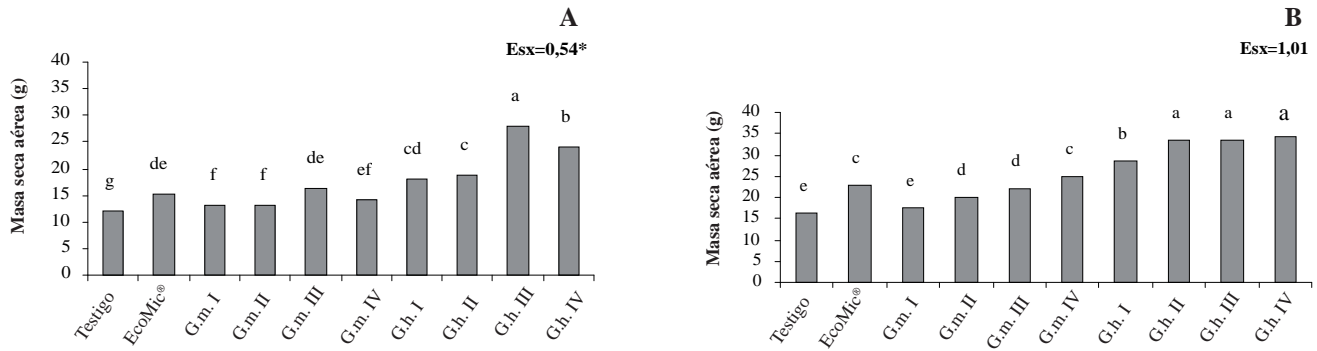 A
Esx=0,54*
Masa seca aérea (g)
40
35
30
25
20
15
10
5
0
g
de
f
f
de
ef
cd
c
a
b
Testigo
EcoMic®
G.m. I
G.m. II
G.m. III
G.m. IV
G.h. I
G.h. II
G.h. III
G.h. IV
B
Esx=1,01
Masa seca aérea (g)
40
35
30
25
20
15
10
5
0
e
c
e
d
d
c
b
a
a
a
Testigo
EcoMic®
G.m. I
G.m. II
G.m. III
G.m. IV
G.h. I
G.h. II
G.h. III
G.h. IV